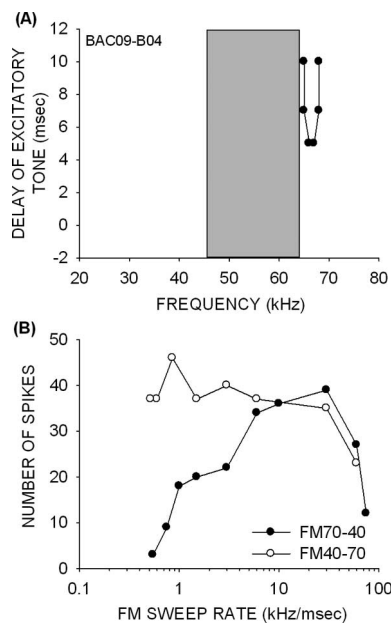 (A)
BAC09-B04
DELAY OF EXCITATORY
TONE (msec)
12
10
8
6
4
2
0
-2
20 30 40 50 60 70 80
FREQUENCY (kHz)
(B)
NUMBER OF SPIKES
50
40
30
20
10
0
FM70-40
FM40-70
0.1 1 10 100
FM SWEEP RATE (kHz/msec)